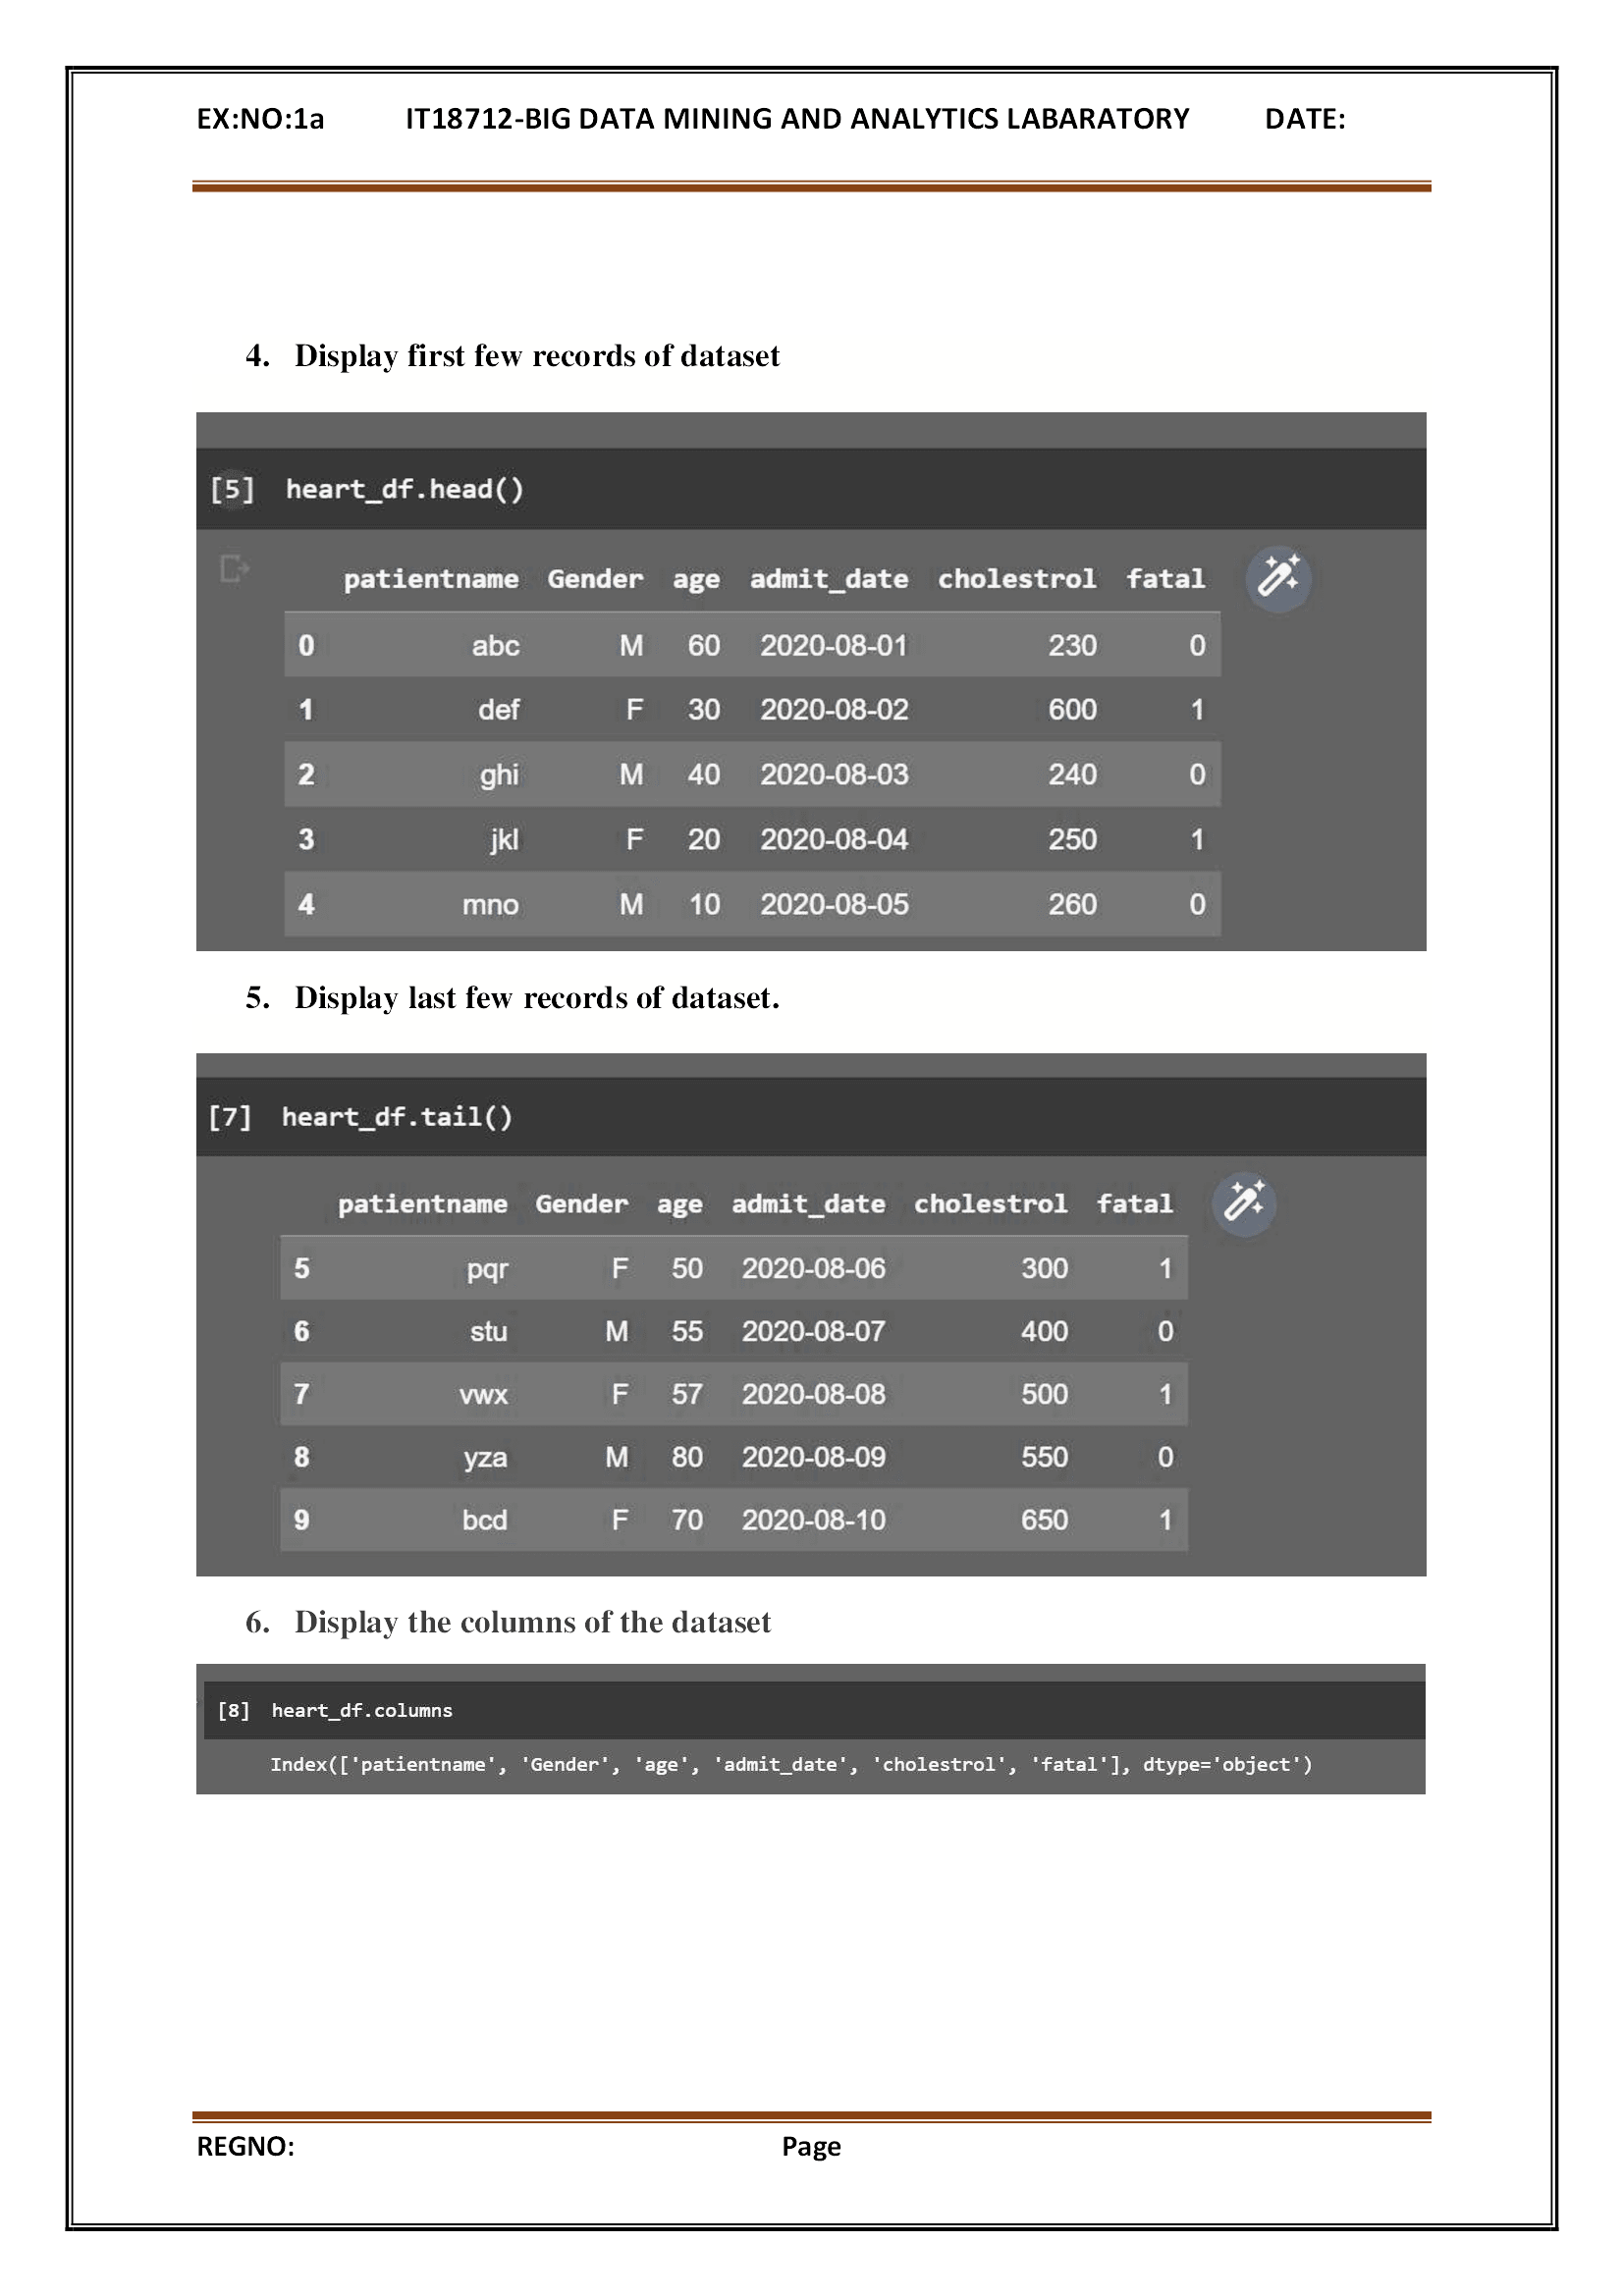 EX:NO:1a IT18712-BIG DATA MINING AND ANALYTICS LABARATORY DATE:
4. Display first few records of dataset
[5] heart_df.head()
patientname Gender age admit_date cholestrol fatal
0 abc M 60 2020-08-01 230 0
1 def F 30 2020-08-02 600 1
2 ghi M 40 2020-08-03 240 0
3 jkl F 20 2020-08-04 250 1
4 mno M 10 2020-08-05 260 0
5. Display last few records of dataset.
[7] heart_df.tail()
patientname Gender age admit_date cholestrol fatal
5 pqr F 50 2020-08-06 300 1
6 stu M 55 2020-08-07 400 0
7 vwx F 57 2020-08-08 500 1
8 yza M 80 2020-08-09 550 0
9 bcd F 70 2020-08-10 650 1
6. Display the columns of the dataset
[8] heart_df.columns
Index(['patientname', 'Gender', 'age', 'admit_date', 'cholestrol', 'fatal'], dtype='object')
REGNO: Page